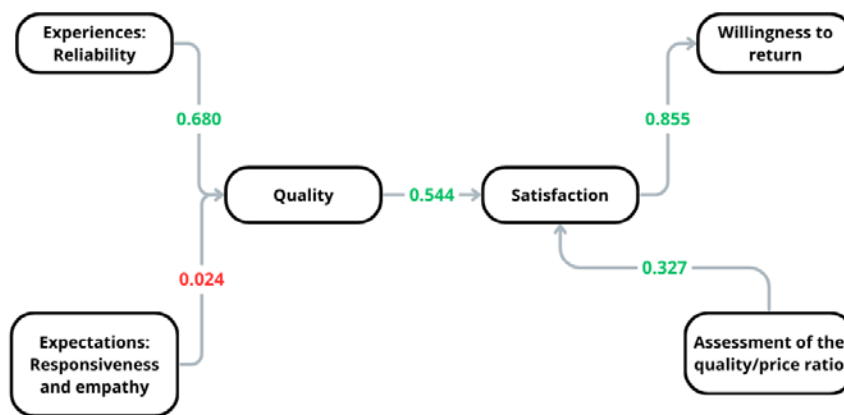 Experiences:
Reliability
Willingness to
return
0.680
0.855
Quality
0.544
Satisfaction
0.024
0.327
Expectations:
Responsiveness
and empathy
Assessment of the
quality/price ratio